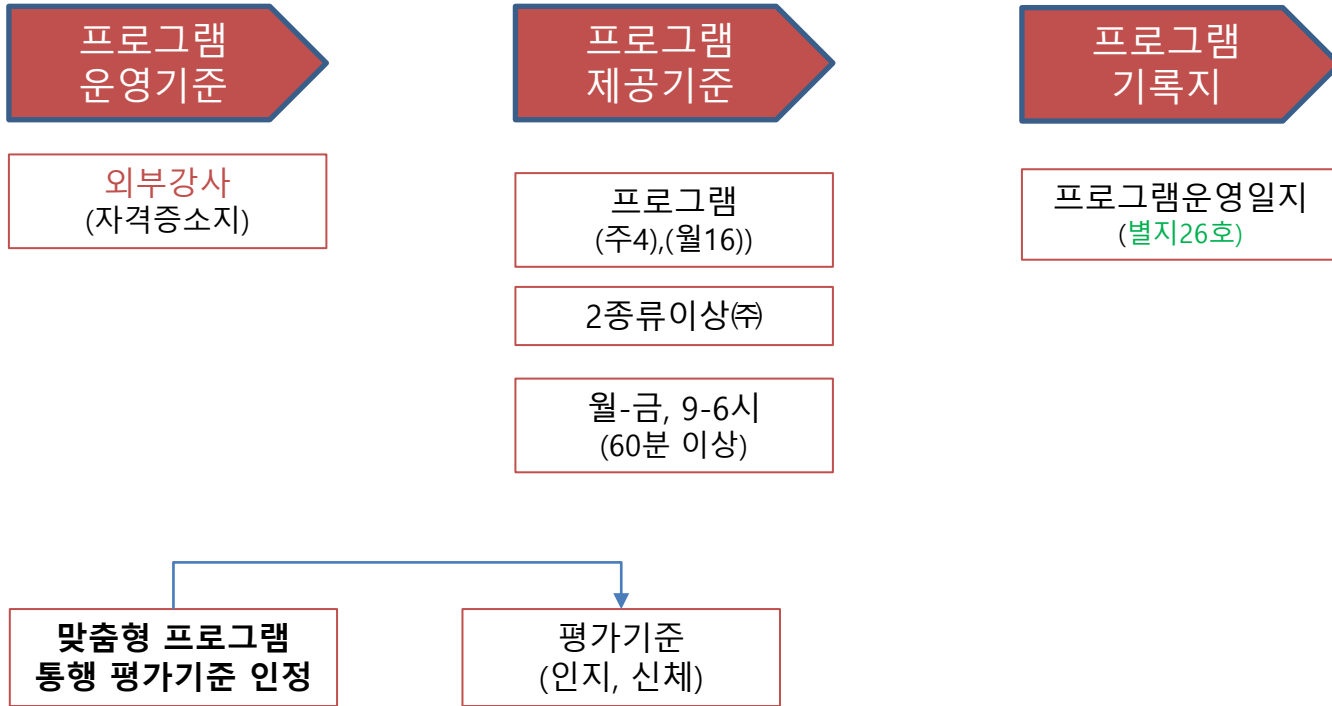 프로그램
운영기준
프로그램
제공기준
프로그램
기록지
외부강사
(자격증소지)
프로그램
(주4),(월16))
2종류이상㈜
월-금, 9-6시
(60분 이상)
프로그램운영일지
(별지26호)
맞춤형 프로그램
통행 평가기준 인정
평가기준
(인지, 신체)